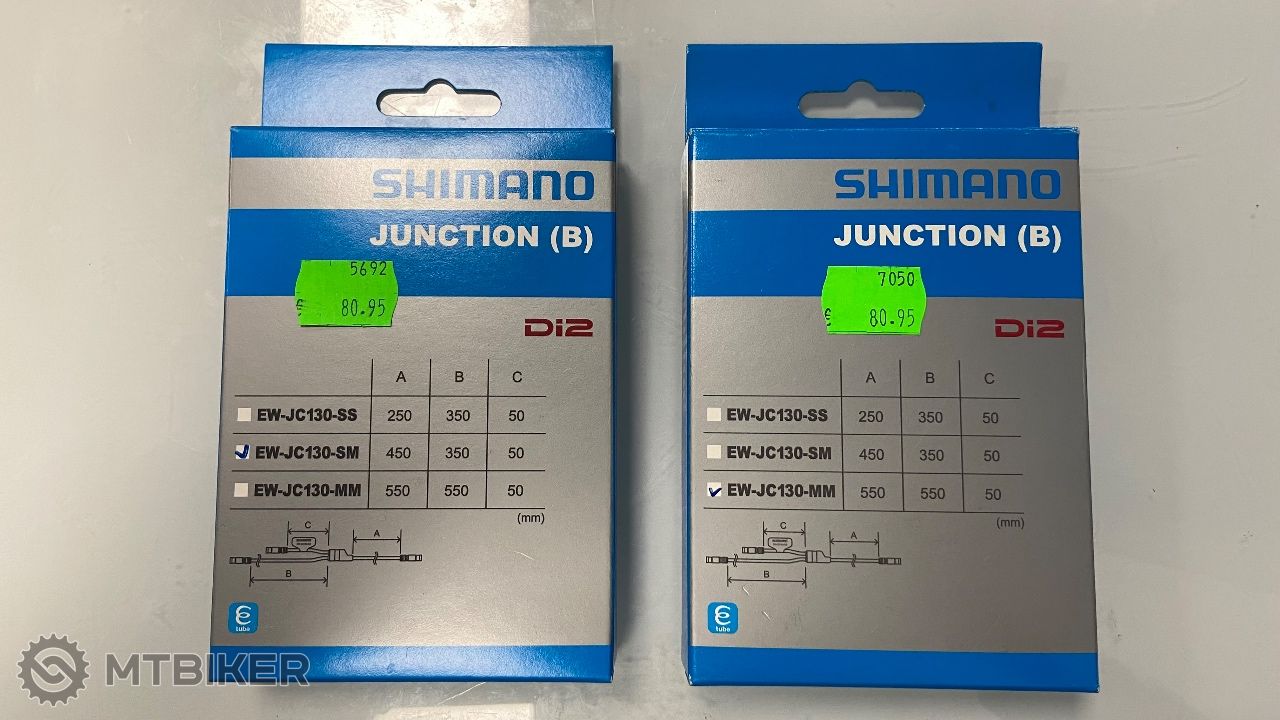 SHIMANO
JUNCTION (B)
5692
€ 80.95
Di2
A B C
EW-JC130-SS 250 350 50
EW-JC130-SM 450 350 50
EW-JC130-MM 550 550 50
(mm)
C
A
B
e tube
SHIMANO
JUNCTION (B)
7050
€ 80.95
Di2
A B C
EW-JC130-SS 250 350 50
EW-JC130-SM 450 350 50
EW-JC130-MM 550 550 50
(mm)
C
A
B
e tube
MTBIKER